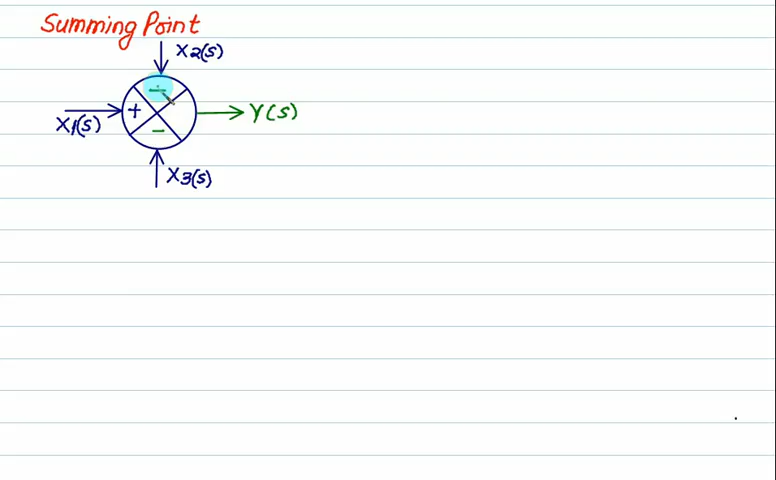 Summing Point
X2(s)
+
X1(s)
Y(s)
-
X3(s)